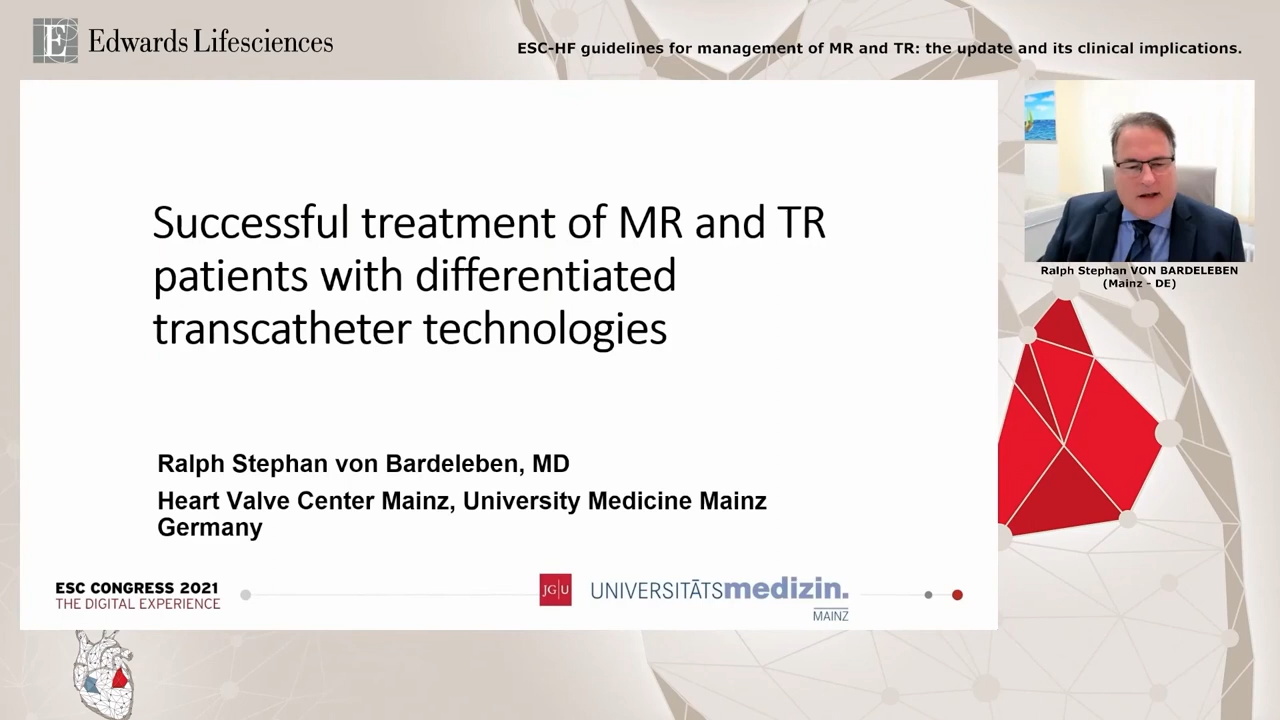 E Edwards Lifesciences
ESC-HF guidelines for management of MR and TR: the update and its clinical implications.
Successful treatment of MR and TR
patients with differentiated
transcatheter technologies
Ralph Stephan VON BARDELEBEN
(Mainz - DE)
Ralph Stephan von Bardeleben, MD
Heart Valve Center Mainz, University Medicine Mainz
Germany
ESC CONGRESS 2021
THE DIGITAL EXPERIENCE
JG|U
UNIVERSITĀTSmedizin.
MAINZ